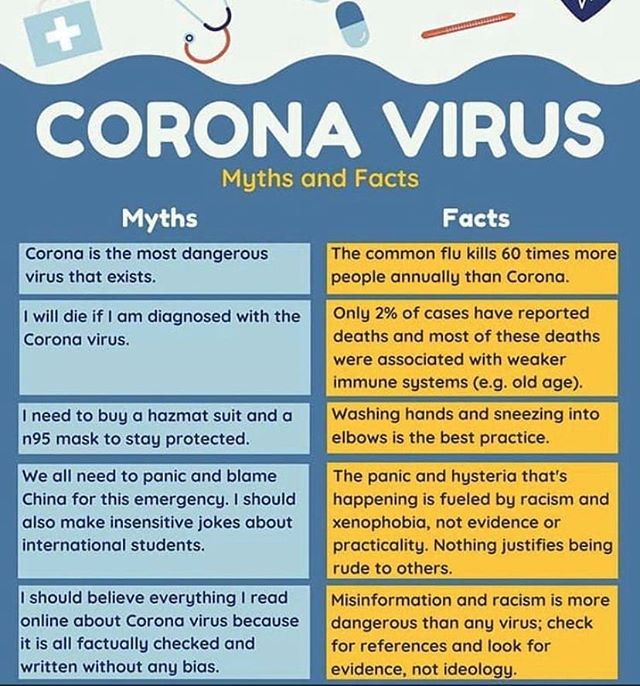 CORONA VIRUS
Myths and Facts
Myths
Facts
Corona is the most dangerous
virus that exists.
The common flu kills 60 times more
people annually than Corona.
I will die if I am diagnosed with the
Corona virus.
Only 2% of cases have reported
deaths and most of these deaths
were associated with weaker
immune systems (e.g. old age).
I need to buy a hazmat suit and a
n95 mask to stay protected.
Washing hands and sneezing into
elbows is the best practice.
We all need to panic and blame
China for this emergency. I should
also make insensitive jokes about
international students.
The panic and hysteria that's
happening is fueled by racism and
xenophobia, not evidence or
practicality. Nothing justifies being
rude to others.
I should believe everything I read
online about Corona virus because
it is all factually checked and
written without any bias.
Misinformation and racism is more
dangerous than any virus; check
for references and look for
evidence, not ideology.